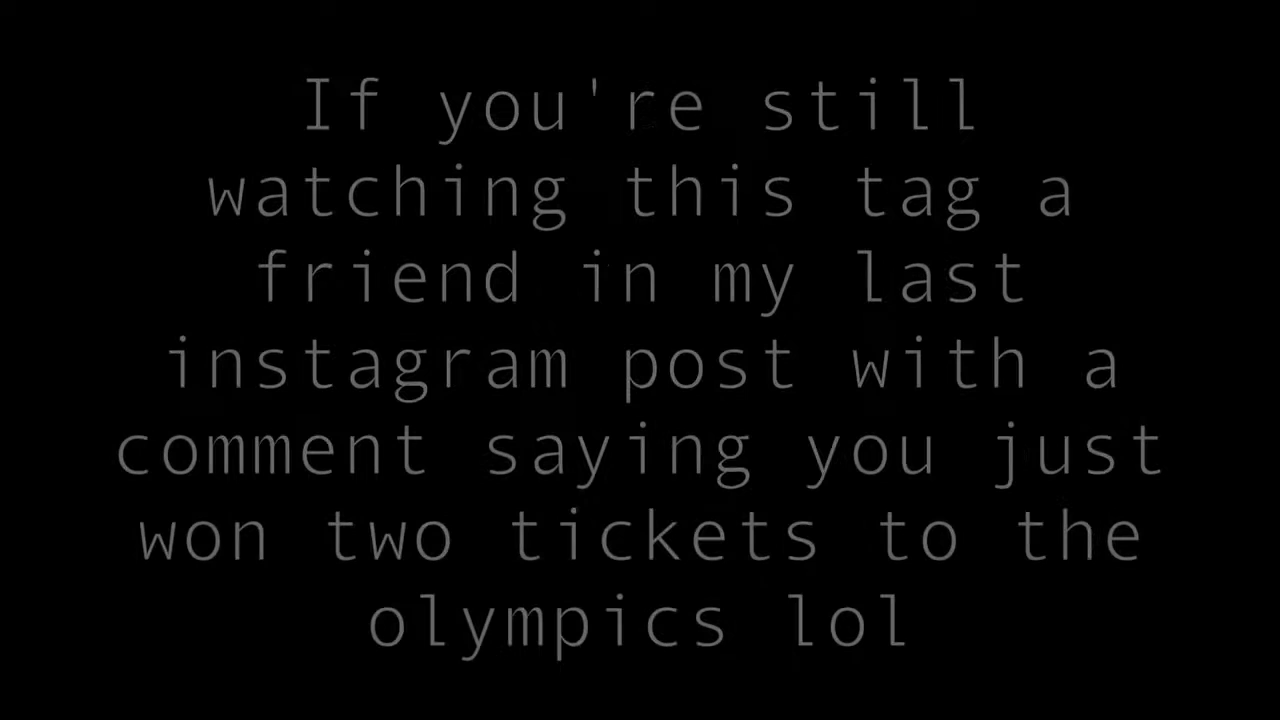 If you're still
watching this tag a
friend in my last
instagram post with a
comment saying you just
won two tickets to the
olympics lol